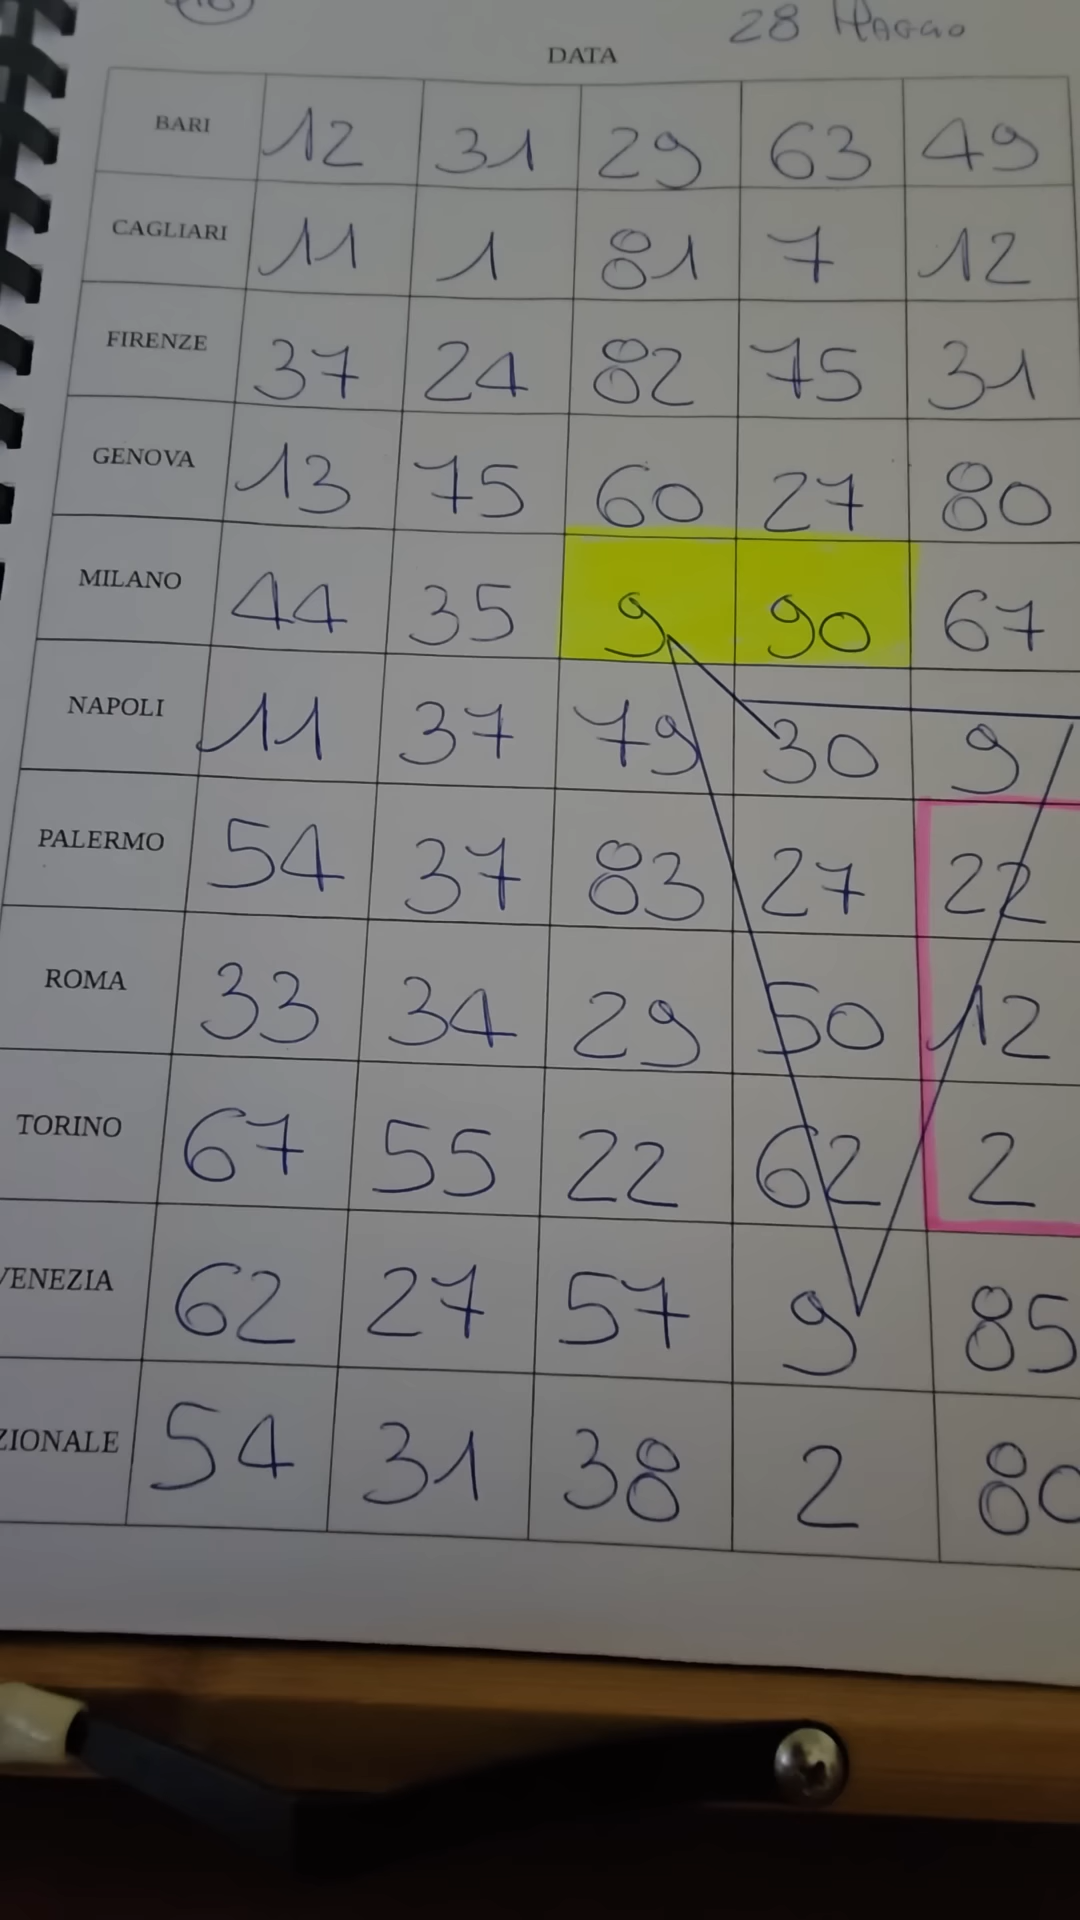 28 Maggio
DATA
BARI 12 31 29 63 49
CAGLIARI 11 1 81 7 12
FIRENZE 37 24 82 75 31
GENOVA 13 75 60 27 80
MILANO 44 35 9 90 67
NAPOLI 11 37 79 30 9
PALERMO 54 37 83 27 22
ROMA 33 34 29 50 12
TORINO 67 55 22 62 2
VENEZIA 62 27 57 9 85
ZIONALE 54 31 38 2 80